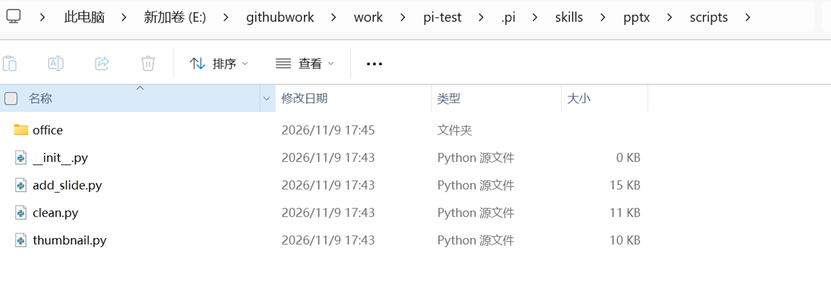 此电脑 > 新加卷 (E:) > githubwork > work > pi-test > .pi > skills > pptx > scripts >
排序 查看 •••
名称 修改日期 类型 大小
office 2026/11/9 17:45 文件夹
__init__.py 2026/11/9 17:43 Python 源文件 0 KB
add_slide.py 2026/11/9 17:43 Python 源文件 15 KB
clean.py 2026/11/9 17:43 Python 源文件 11 KB
thumbnail.py 2026/11/9 17:43 Python 源文件 10 KB